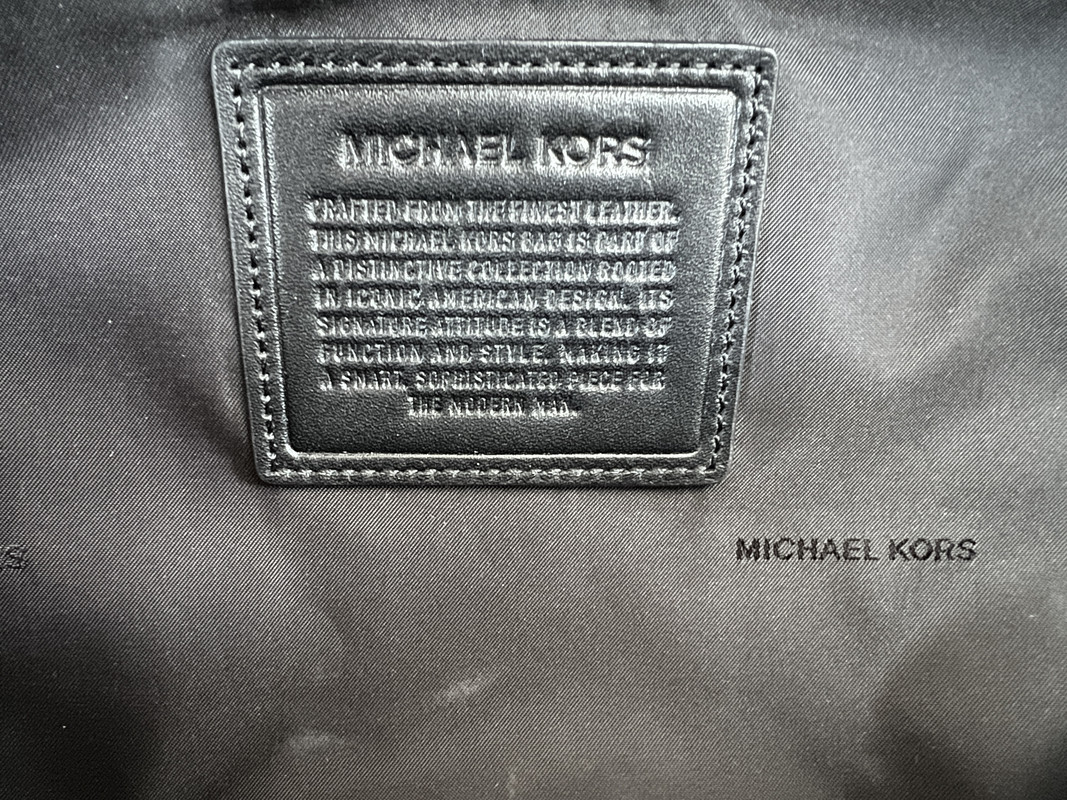 MICHAEL KORS
CRAFTED FROM THE FINEST LEATHER.
THIS MICHAEL KORS BAG IS PART OF
A DISTINCTIVE COLLECTION ROOTED
IN ICONIC AMERICAN DESIGN. ITS
SIGNATURE ATTITUDE IS A BLEND OF
FUNCTION AND STYLE, MAKING IT
A SMART, SOPHISTICATED PIECE FOR
THE MODERN MAN.
S
MICHAEL KORS